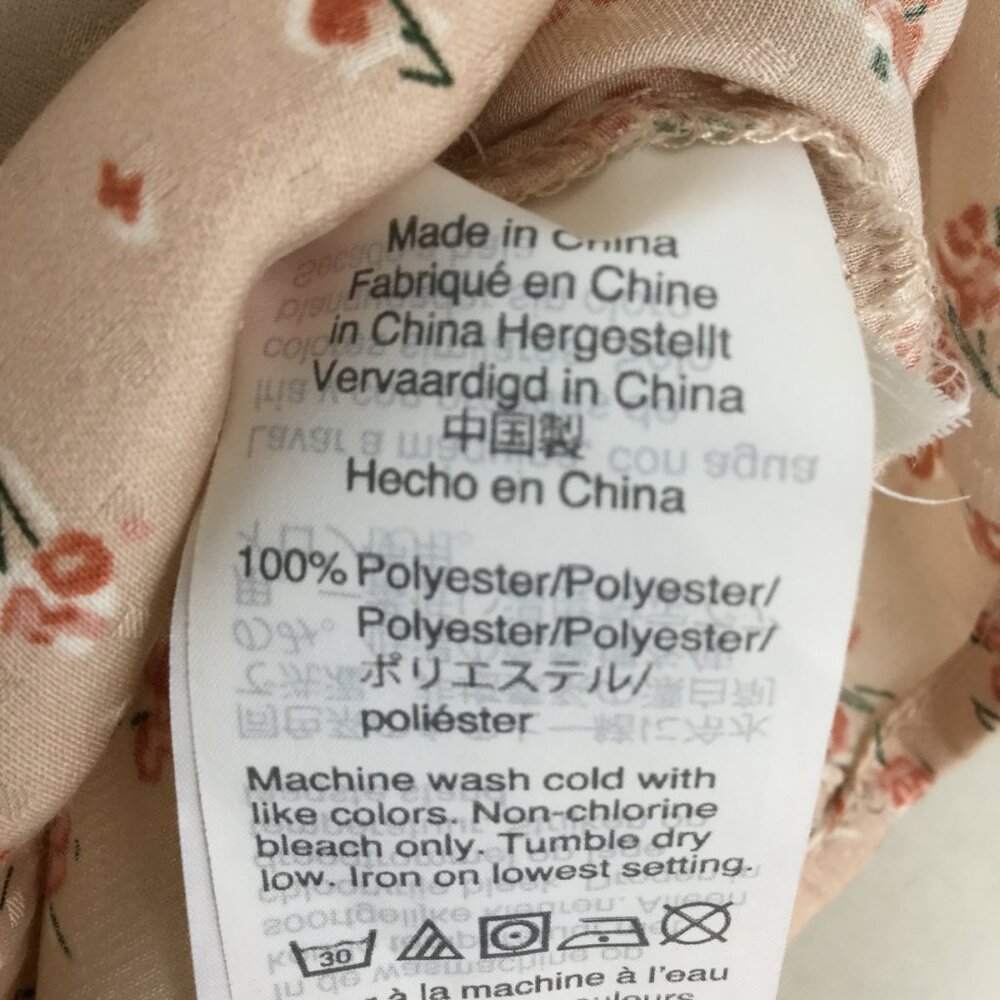 Made in China
Fabriqué en Chine
in China Hergestellt
Vervaardigd in China
中国製
Hecho en China
100% Polyester/Polyester/
Polyester/Polyester/
ポリエステル/
poliéster
Machine wash cold with
like colors. Non-chlorine
bleach only. Tumble dry
low. Iron on lowest setting.
30
à la machine à l'eau